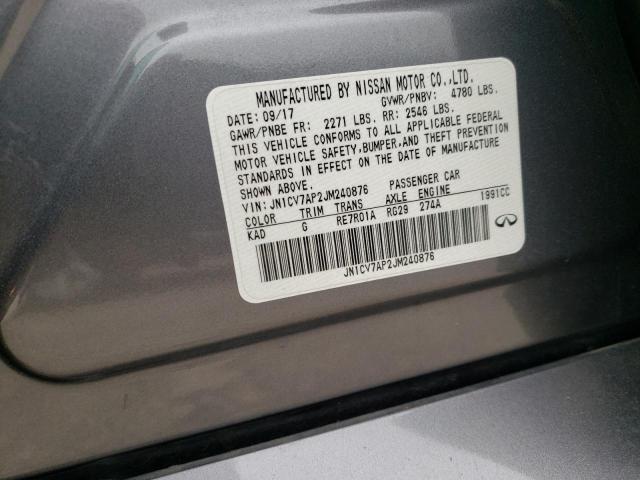 MANUFACTURED BY NISSAN MOTOR CO.,LTD.
DATE: 09/17 GVWR/PNBV: 4780 LBS.
GAWR/PNBE FR: 2271 LBS. RR: 2546 LBS.
THIS VEHICLE CONFORMS TO ALL APPLICABLE FEDERAL
MOTOR VEHICLE SAFETY,BUMPER,AND THEFT PREVENTION
STANDARDS IN EFFECT ON THE DATE OF MANUFACTURE
SHOWN ABOVE.
VIN: JN1CV7AP2JM240876 PASSENGER CAR
COLOR TRIM TRANS AXLE ENGINE 1991CC
KAD G RE7R01A RG29 274A
JN1CV7AP2JM240876